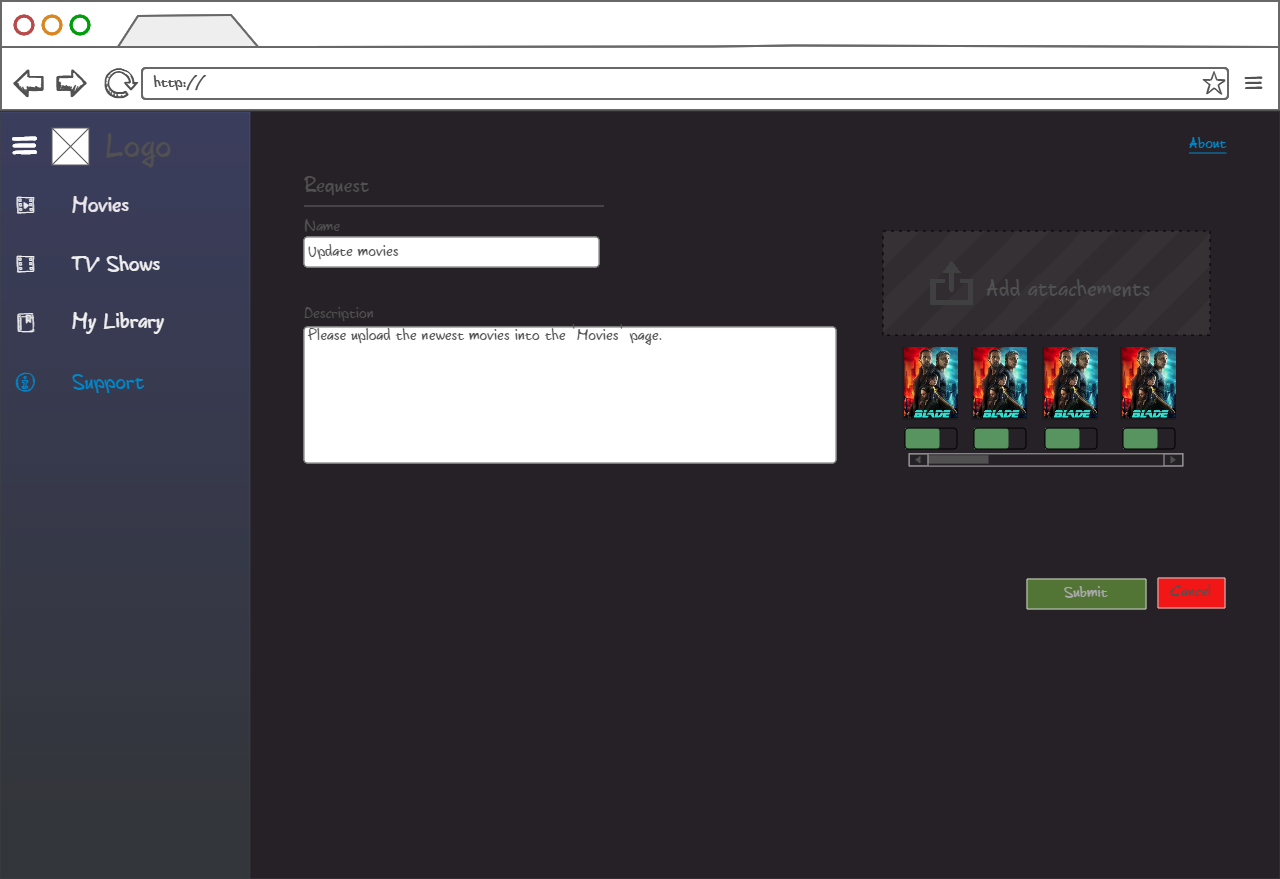 http://
Logo
About
Movies
Request
Name
Update movies
TV Shows
Add attachements
Description
Please upload the newest movies into the "Movies" page.
My Library
Support
BLADE
BLADE
BLADE
BLADE
Submit
Cancel